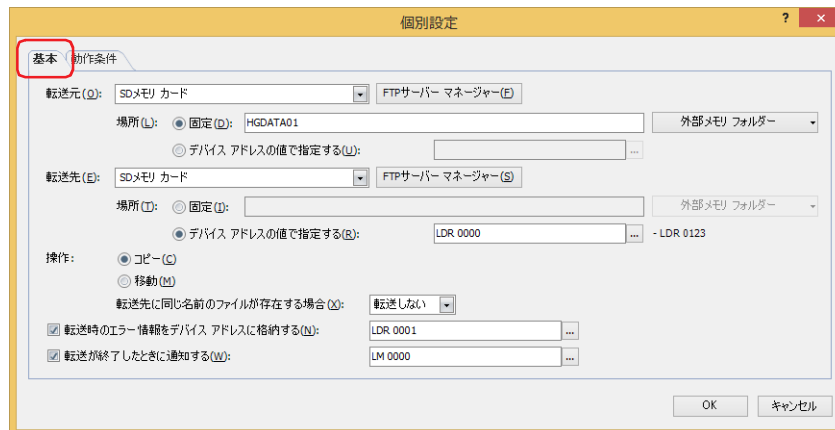 個別設定
? ×
基本 動作条件
転送元(O): SDメモリ カード FTPサーバー マネージャー(F)
場所(L): 固定(D): HGDATA01 外部メモリ フォルダー
デバイス アドレスの値で指定する(U): ...
転送先(E): SDメモリ カード FTPサーバー マネージャー(S)
場所(T): 固定(I): 外部メモリ フォルダー
デバイス アドレスの値で指定する(R): LDR 0000 ... - LDR 0123
操作: コピー(C)
移動(M)
転送先に同じ名前のファイルが存在する場合(X): 転送しない
転送時のエラー情報をデバイス アドレスに格納する(N): LDR 0001 ...
転送が終了したときに通知する(W): LM 0000 ...
OK キャンセル